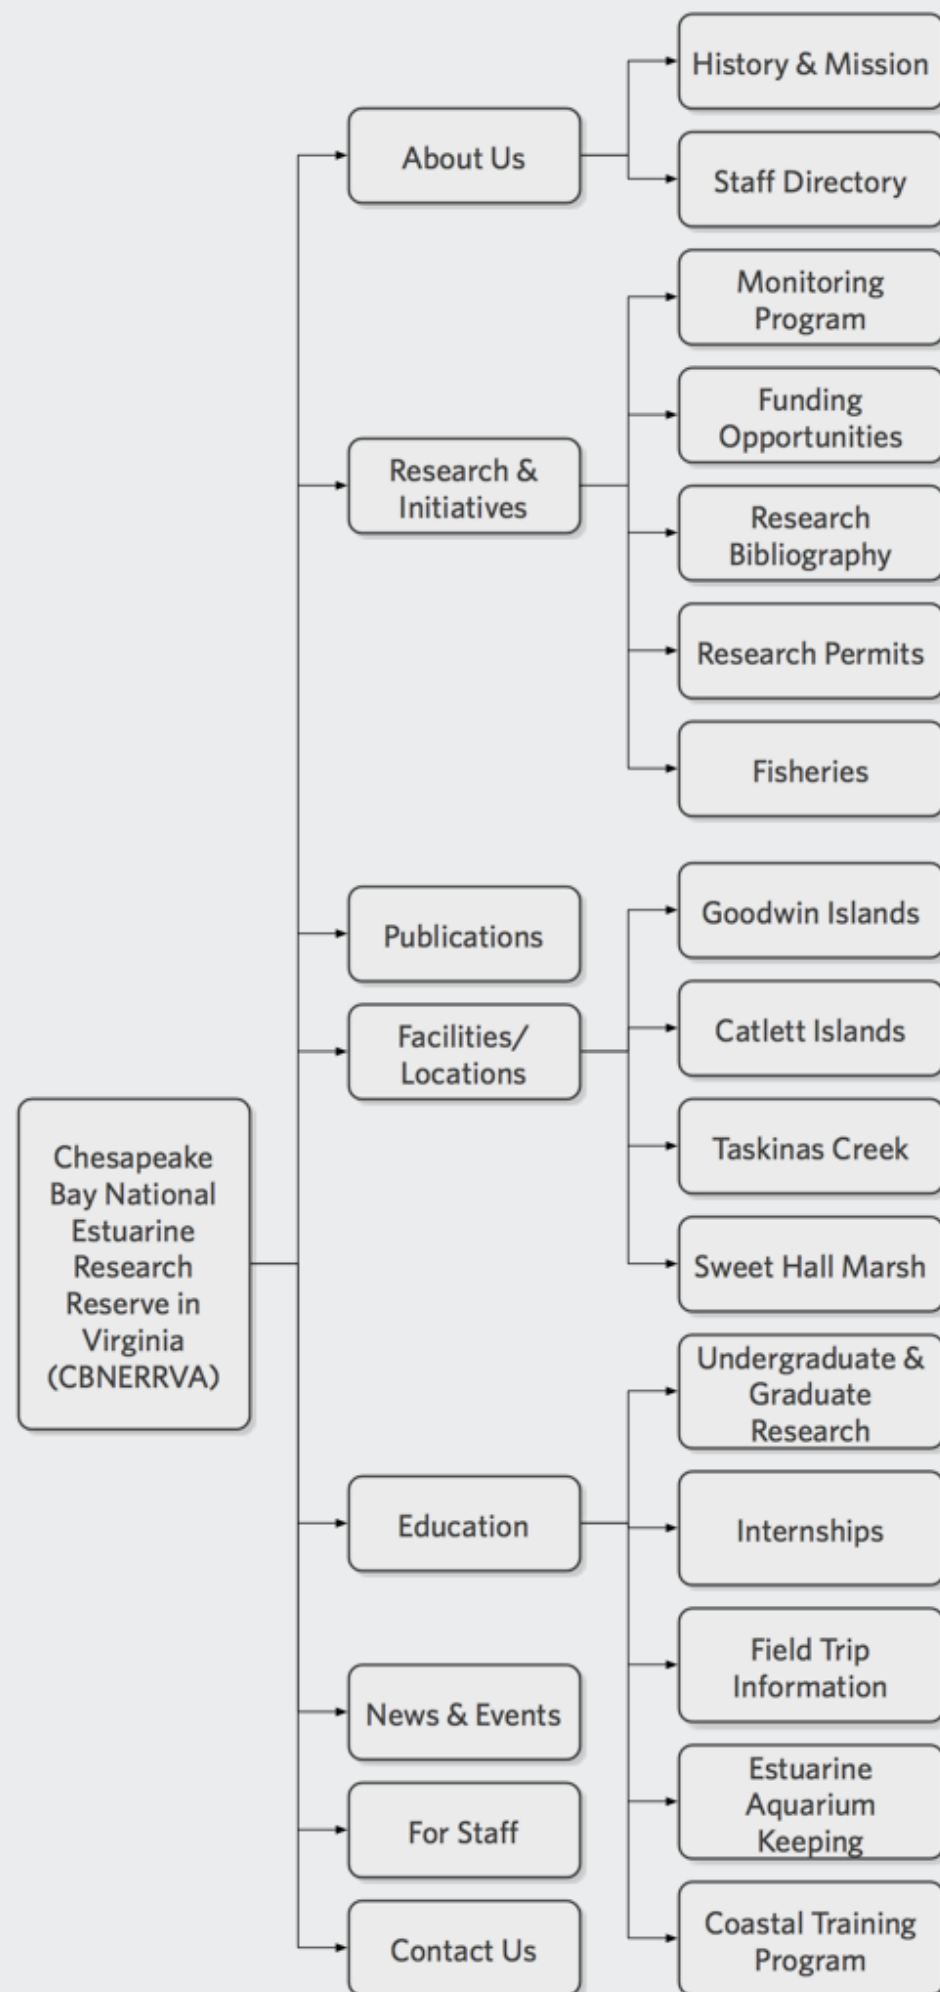 Chesapeake
Bay National
Estuarine
Research
Reserve in
Virginia
(CBNERRVA)
About Us
History & Mission
Staff Directory
Research &
Initiatives
Monitoring
Program
Funding
Opportunities
Research
Bibliography
Research Permits
Fisheries
Publications
Facilities/
Locations
Goodwin Islands
Catlett Islands
Taskinas Creek
Sweet Hall Marsh
Education
Undergraduate &
Graduate
Research
Internships
Field Trip
Information
Estuarine
Aquarium
Keeping
Coastal Training
Program
News & Events
For Staff
Contact Us